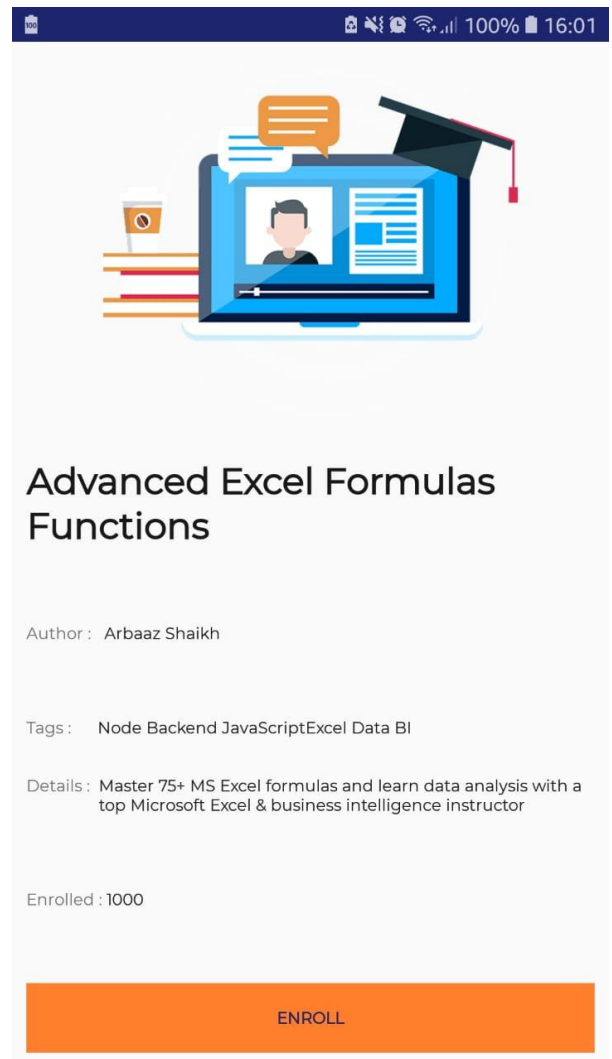 100
100% 16:01
Advanced Excel Formulas
Functions
Author : Arbaaz Shaikh
Tags : Node Backend JavaScriptExcel Data BI
Details : Master 75+ MS Excel formulas and learn data analysis with a
top Microsoft Excel & business intelligence instructor
Enrolled : 1000
ENROLL